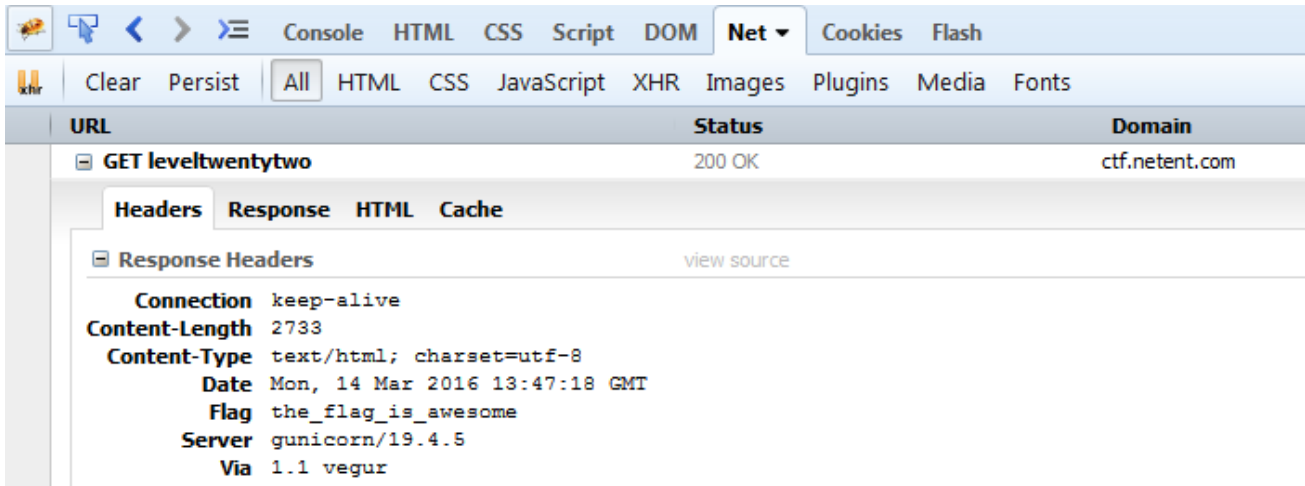 Console HTML CSS Script DOM Net Cookies Flash
xhr Clear Persist All HTML CSS JavaScript XHR Images Plugins Media Fonts
URL Status Domain
GET leveltwentytwo 200 OK ctf.netent.com
Headers Response HTML Cache
Response Headers view source
Connection keep-alive
Content-Length 2733
Content-Type text/html; charset=utf-8
Date Mon, 14 Mar 2016 13:47:18 GMT
Flag the_flag_is_awesome
Server gunicorn/19.4.5
Via 1.1 vegur